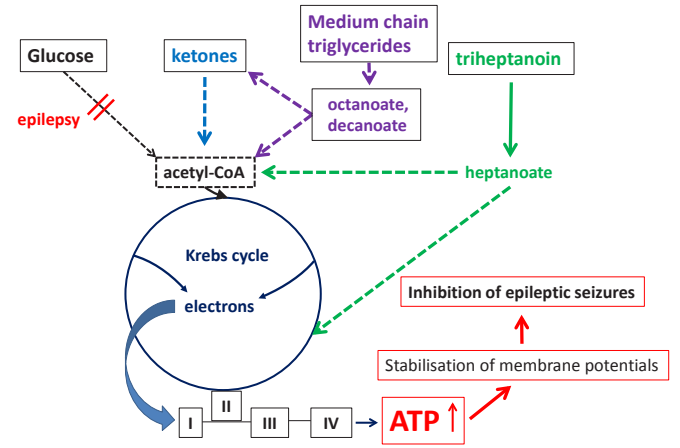 Medium chain
triglycerides
Glucose
ketones
triheptanoin
octanoate,
decanoate
epilepsy
acetyl-CoA
heptanoate
Krebs cycle
electrons
Inhibition of epileptic seizures
Stabilisation of membrane potentials
I
II
III
IV
ATP ↑